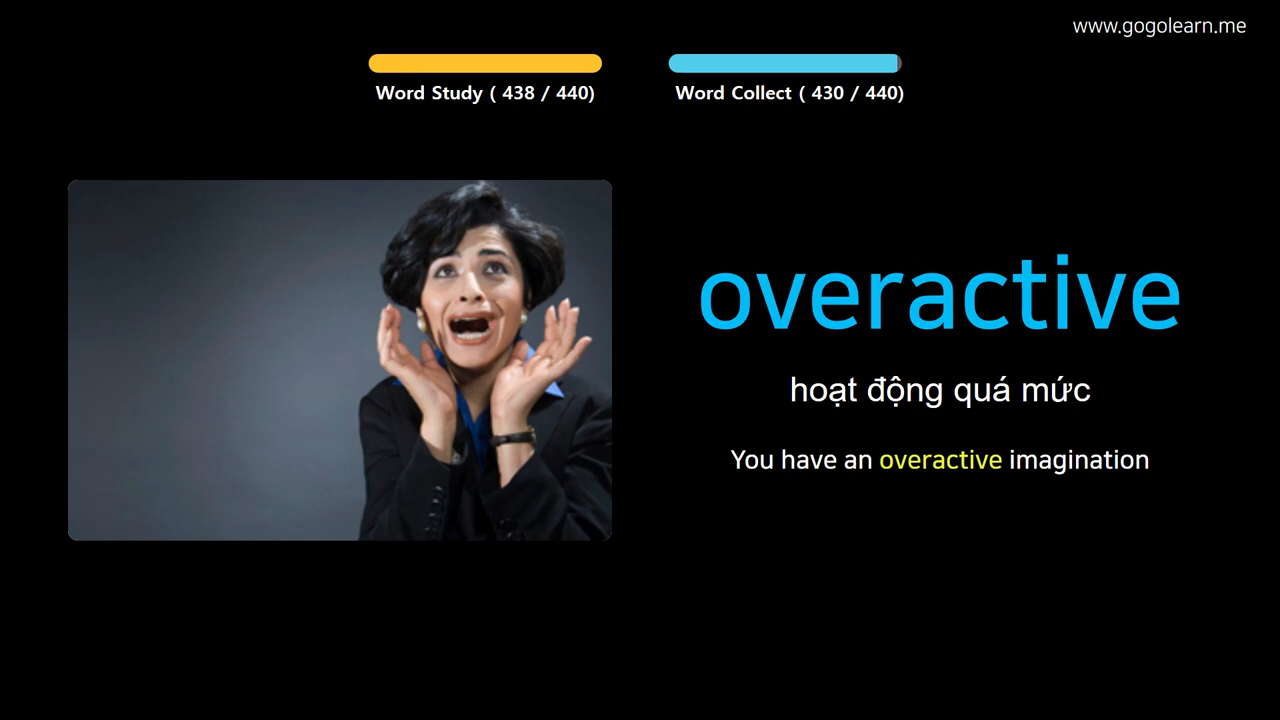 www.gogolearn.me
Word Study ( 438 / 440)
Word Collect ( 430 / 440)
overactive
hoạt động quá mức
You have an overactive imagination